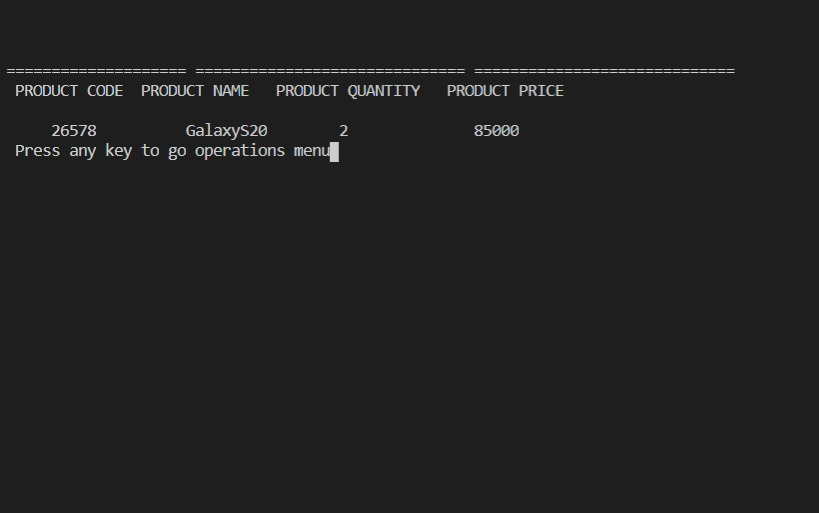 ==================== ============================== =============================
PRODUCT CODE  PRODUCT NAME   PRODUCT QUANTITY   PRODUCT PRICE
26578          GalaxyS20        2              85000
Press any key to go operations menu